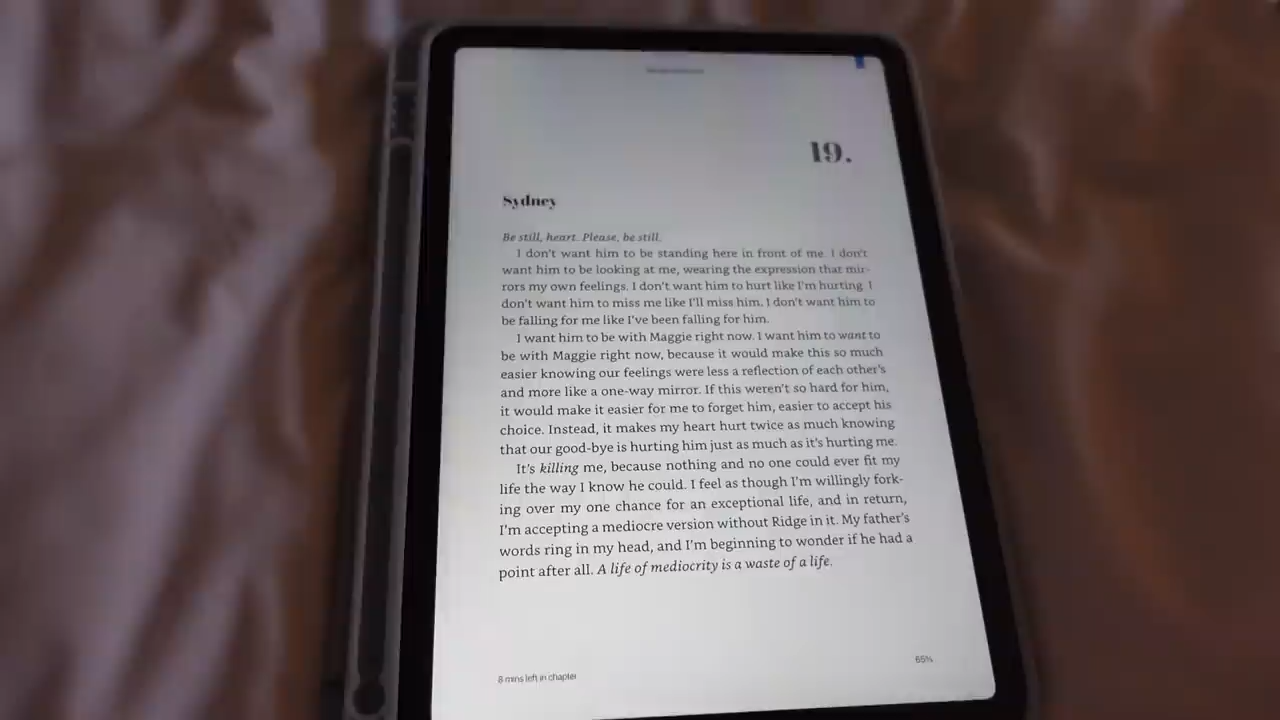 19.
Sydney
Be still, heart. Please, be still.
I don't want him to be standing here in front of me. I don't
want him to be looking at me, wearing the expression that mir-
rors my own feelings. I don't want him to hurt like I'm hurting. I
don't want him to miss me like I'll miss him. I don't want him to
be falling for me like I've been falling for him.
I want him to be with Maggie right now. I want him to want to
be with Maggie right now, because it would make this so much
easier knowing our feelings were less a reflection of each other's
and more like a one-way mirror. If this weren't so hard for him,
it would make it easier for me to forget him, easier to accept his
choice. Instead, it makes my heart hurt twice as much knowing
that our good-bye is hurting him just as much as it's hurting me.
It's killing me, because nothing and no one could ever fit my
life the way I know he could. I feel as though I'm willingly fork-
ing over my one chance for an exceptional life, and in return,
I'm accepting a mediocre version without Ridge in it. My father's
words ring in my head, and I'm beginning to wonder if he had a
point after all. A life of mediocrity is a waste of a life.
8 mins left in chapter
65%